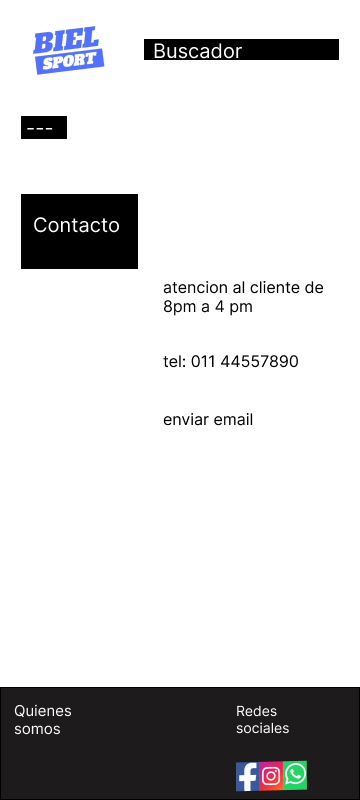 BIEL
SPORT
Buscador
---
Contacto
atencion al cliente de
8pm a 4 pm
tel: 011 44557890
enviar email
Quienes
somos
Redes
sociales